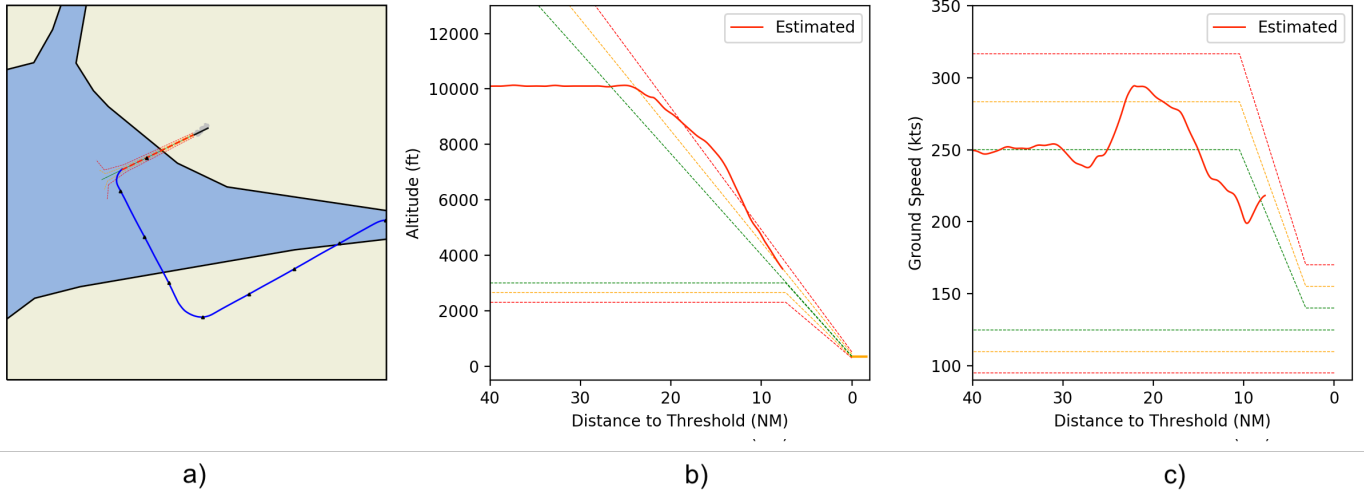 Estimated
12000
10000
8000
6000
4000
2000
0
Altitude (ft)
40
30
20
10
0
Distance to Threshold (NM)
Estimated
350
300
250
200
150
100
Ground Speed (kts)
40
30
20
10
0
Distance to Threshold (NM)
a)
b)
c)